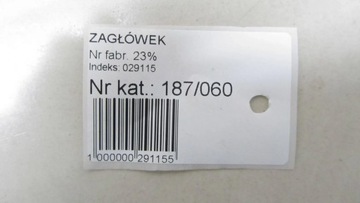 ZAGŁÓWEK
Nr fabr. 23%
Indeks: 029115
Nr kat.: 187/060
1 000000 291155